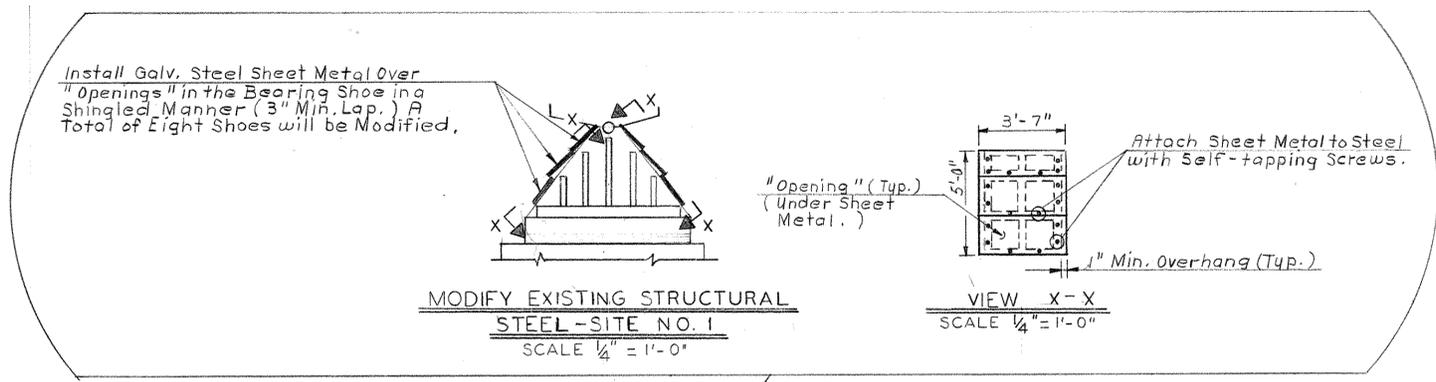 Install Galv. Steel Sheet Metal Over
"Openings" in the Bearing Shoe in a
Shingled Manner (3" Min. Lap.) A
Total of Eight Shoes will be Modified.
X
X
X
X
MODIFY EXISTING STRUCTURAL
STEEL-SITE NO. 1
SCALE 1/4" = 1'-0"
3'-7"
5'-0"
Attach Sheet Metal to Steel
with Self-tapping Screws.
"Opening" (Typ.)
(Under Sheet
Metal.)
1" Min. Overhang (Typ.)
VIEW X-X
SCALE 1/4" = 1'-0"